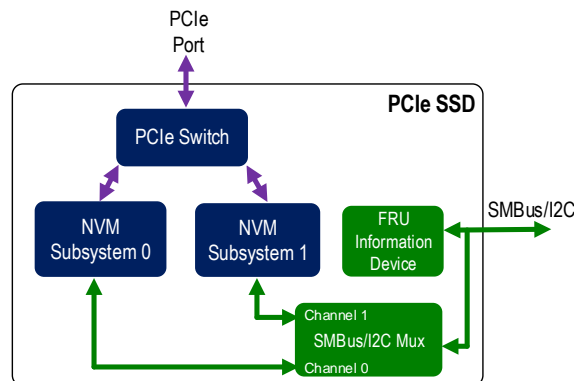 PCIe
Port
PCIe SSD
PCIe Switch
NVM
Subsystem 0
NVM
Subsystem 1
FRU
Information
Device
SMBus/I2C
Channel 1
SMBus/I2C Mux
Channel 0